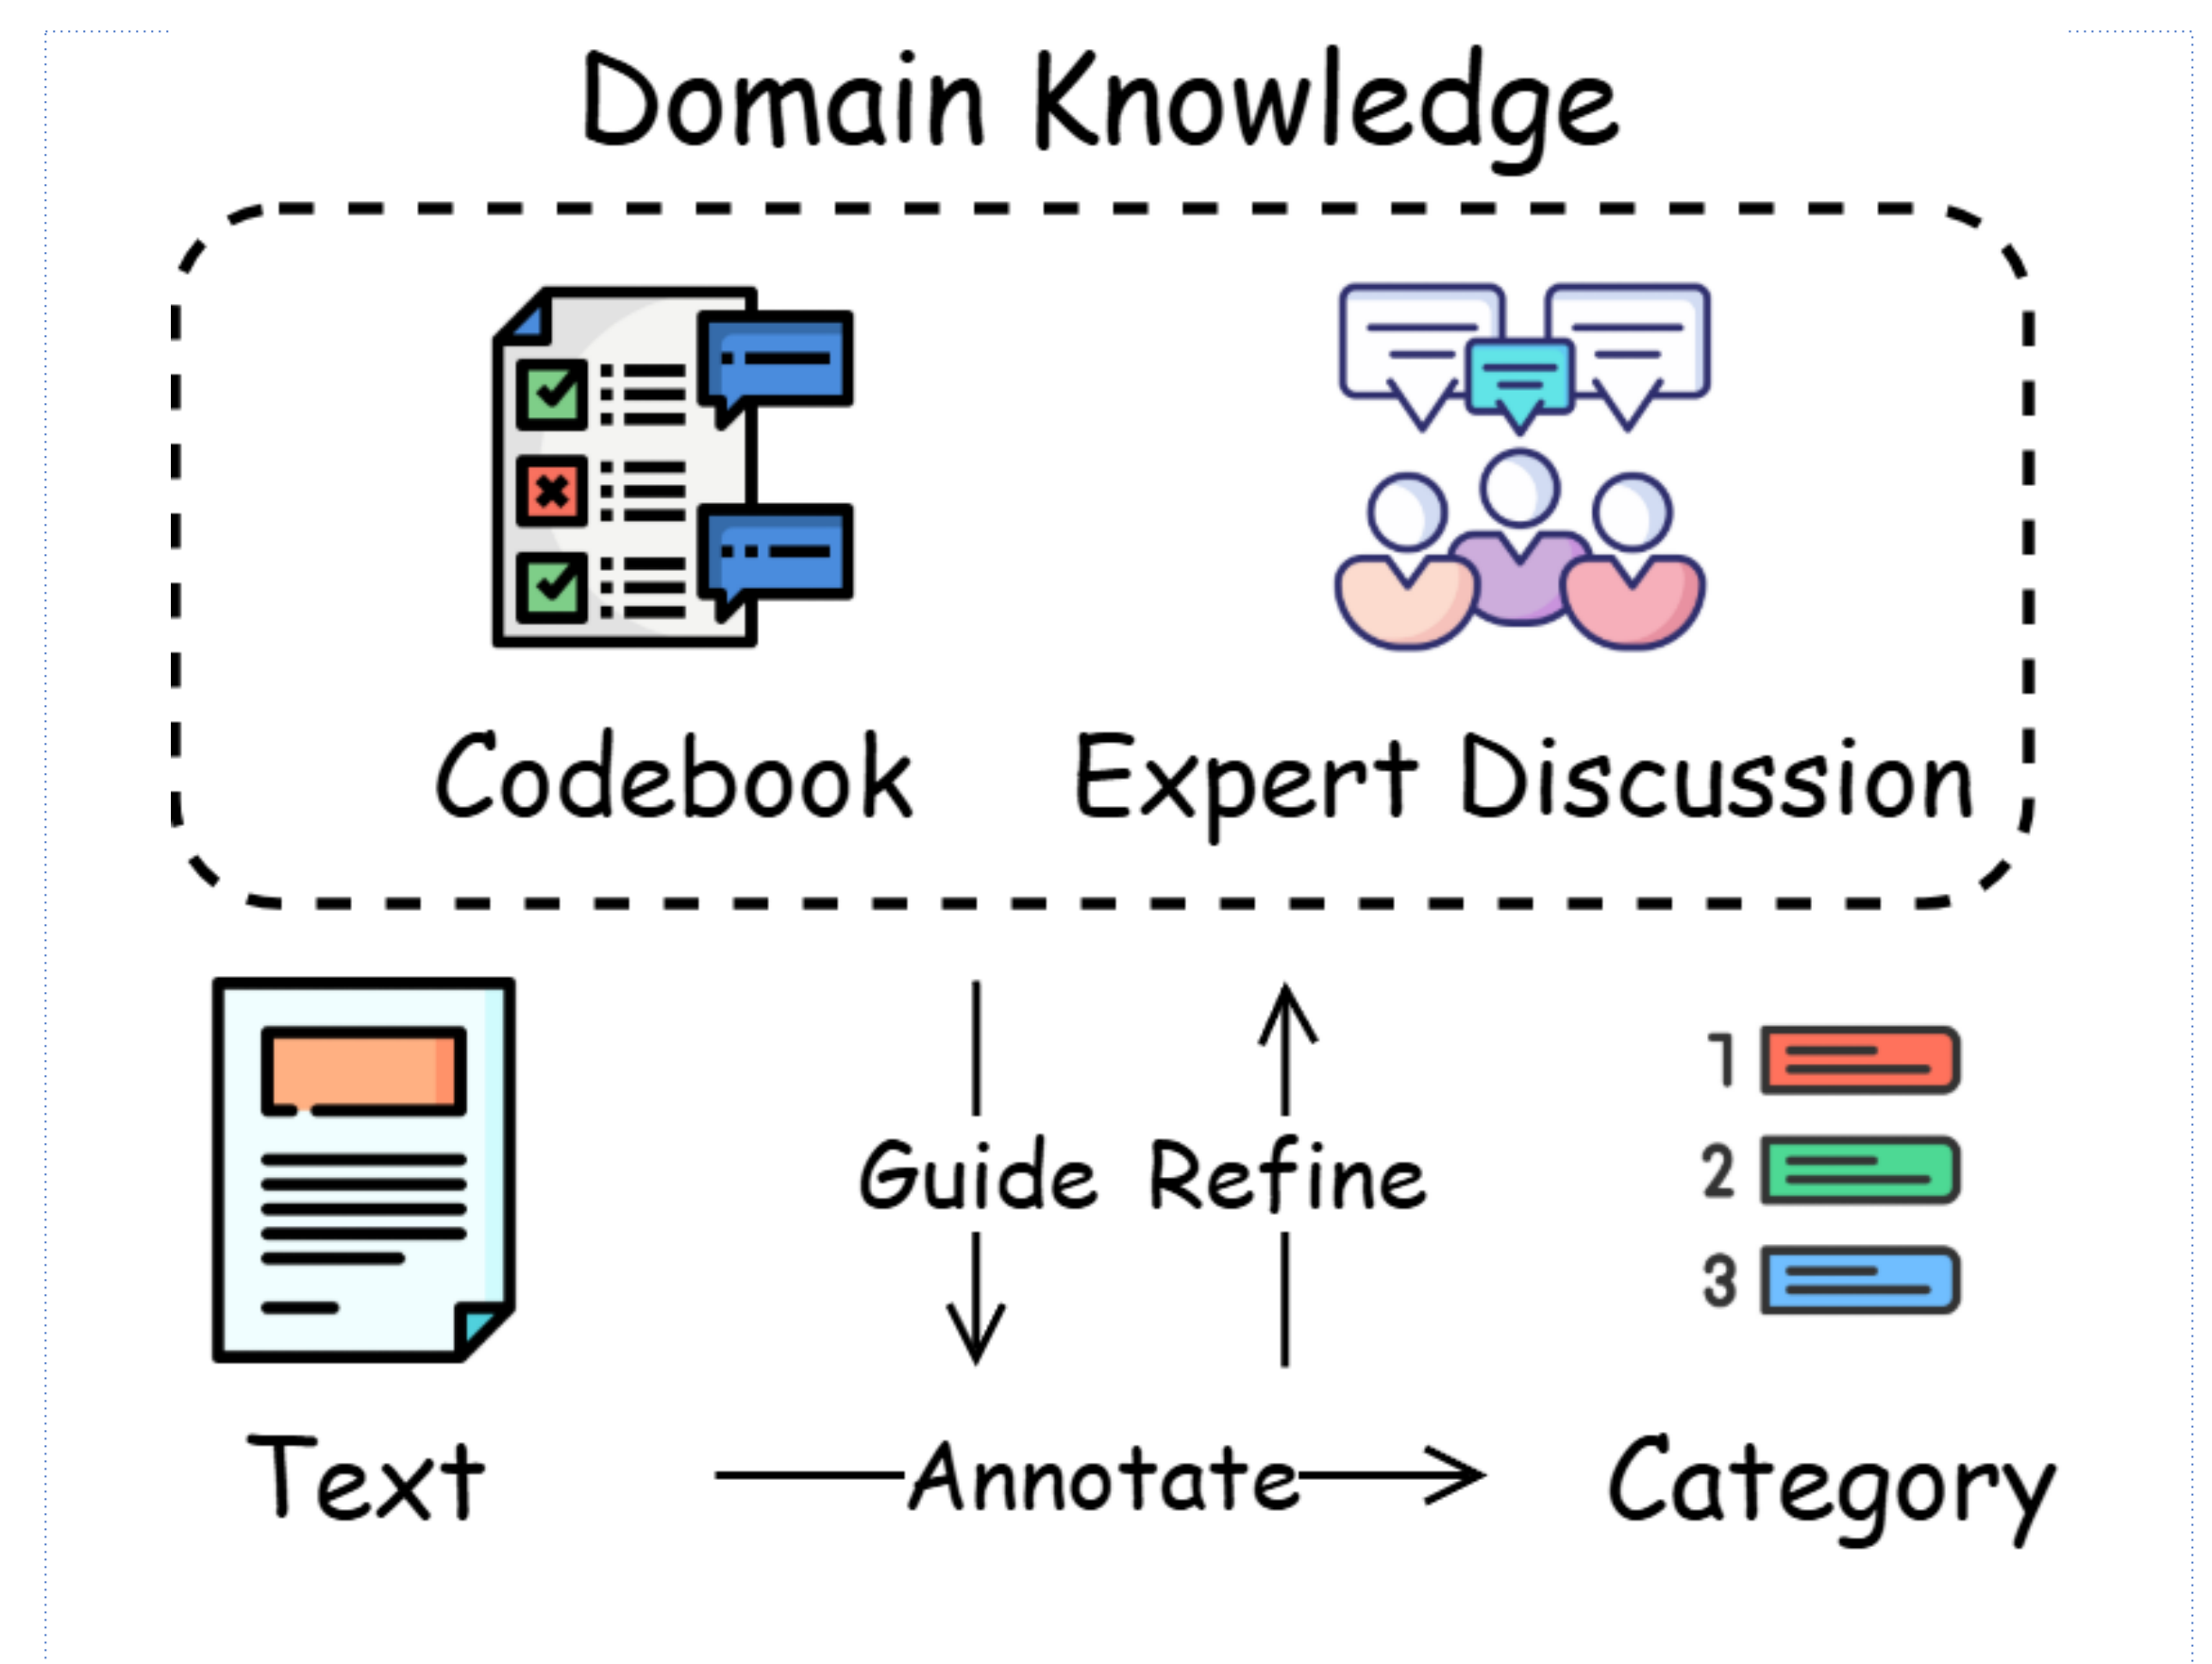 Domain Knowledge
Codebook Expert Discussion
1
Guide Refine
2
3
Text Annotate Category